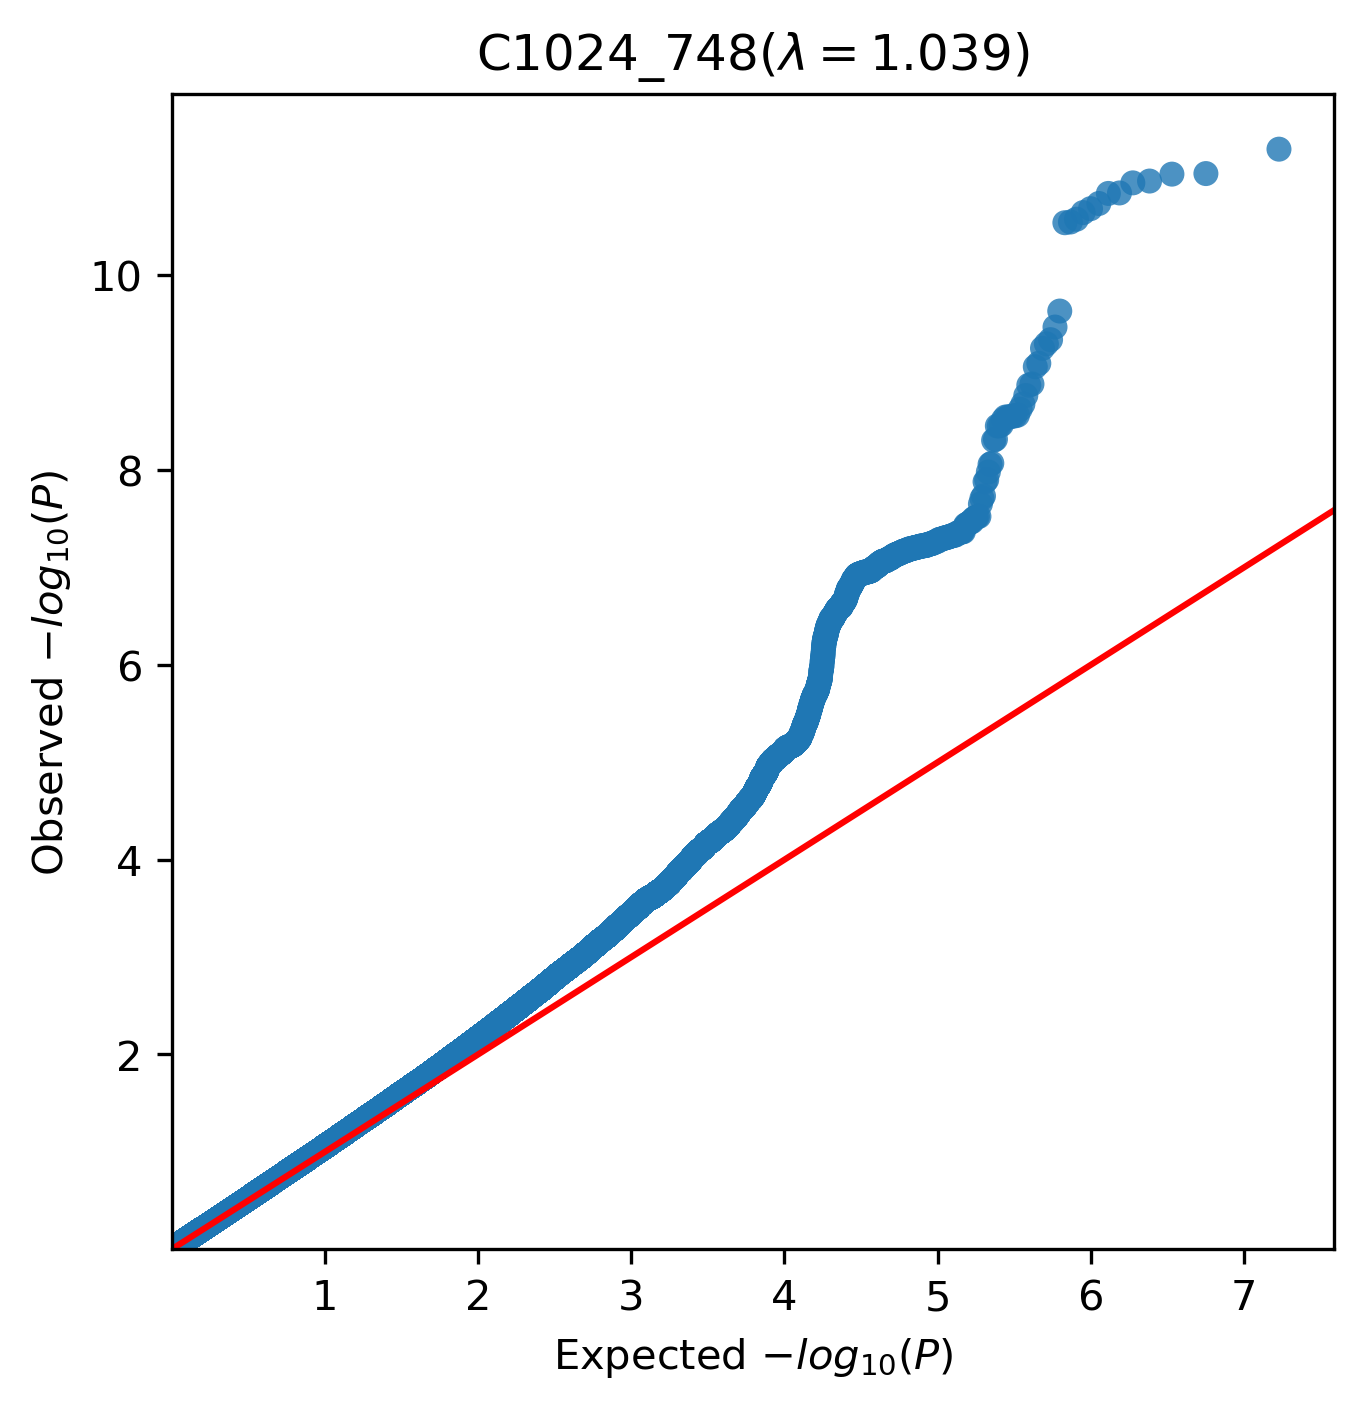 C1024_748(λ = 1.039)
10
8
6
4
2
Observed −log₁₀(P)
1 2 3 4 5 6 7
Expected −log₁₀(P)